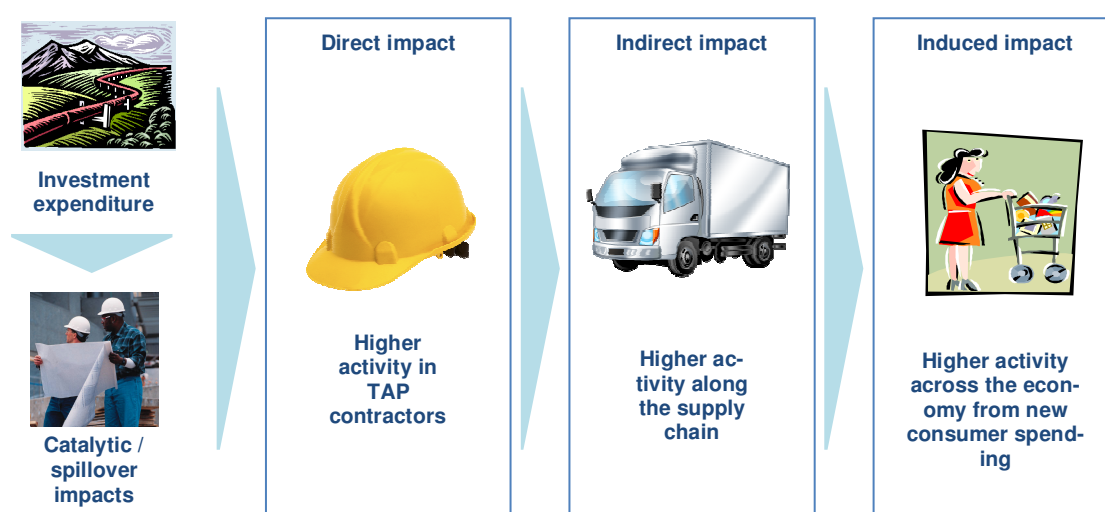 Investment
expenditure
Catalytic /
spillover
impacts
Direct impact
Higher
activity in
TAP
contractors
Indirect impact
Higher ac-
tivity along
the supply
chain
Induced impact
Higher activity
across the econ-
omy from new
consumer spend-
ing